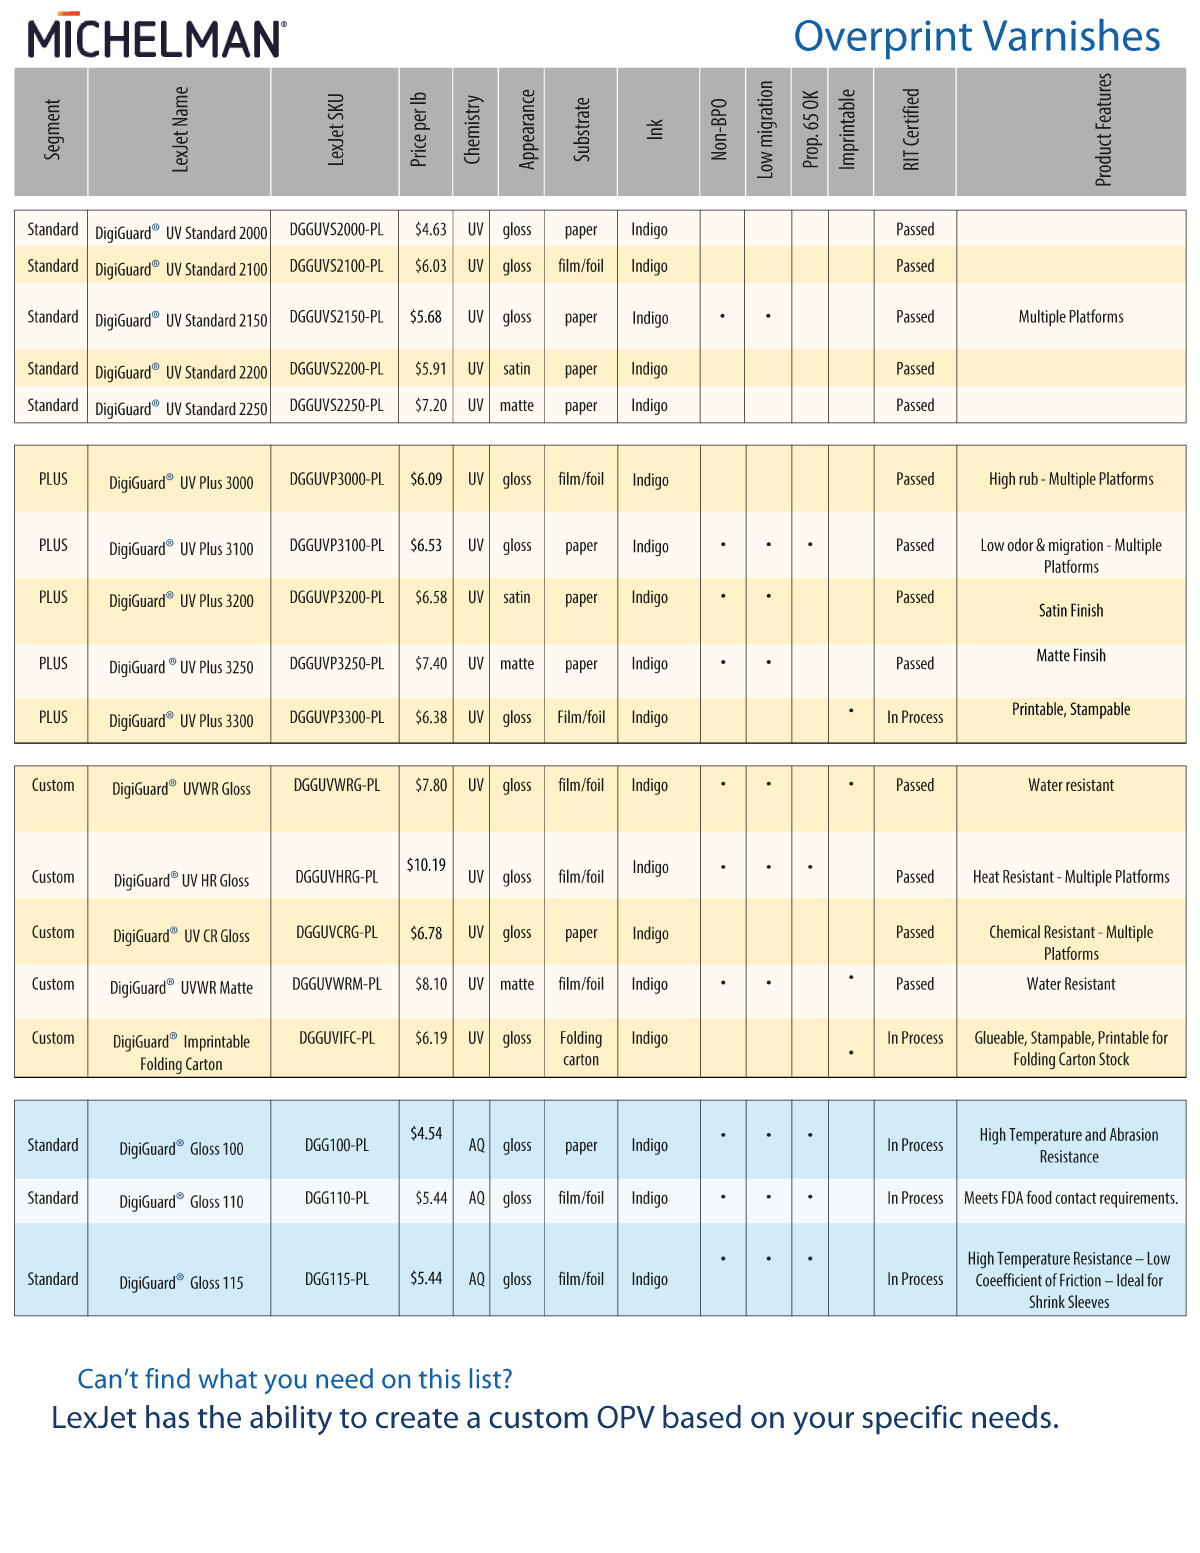 MICHELMAN®
Overprint Varnishes
Segment LexJet Name LexJet SKU Price per lb Chemistry Appearance Substrate Ink Non-BPO Low migration Prop. 65 OK Imprintable RIT Certified Product Features
Standard DigiGuard® UV Standard 2000 DGGUVS2000-PL $4.63 UV gloss paper Indigo Passed
Standard DigiGuard® UV Standard 2100 DGGUVS2100-PL $6.03 UV gloss film/foil Indigo Passed
Standard DigiGuard® UV Standard 2150 DGGUVS2150-PL $5.68 UV gloss paper Indigo • • Passed Multiple Platforms
Standard DigiGuard® UV Standard 2200 DGGUVS2200-PL $5.91 UV satin paper Indigo Passed
Standard DigiGuard® UV Standard 2250 DGGUVS2250-PL $7.20 UV matte paper Indigo Passed
PLUS DigiGuard® UV Plus 3000 DGGUVP3000-PL $6.09 UV gloss film/foil Indigo Passed High rub - Multiple Platforms
PLUS DigiGuard® UV Plus 3100 DGGUVP3100-PL $6.53 UV gloss paper Indigo • • • Passed Low odor & migration - Multiple
Platforms
PLUS DigiGuard® UV Plus 3200 DGGUVP3200-PL $6.58 UV satin paper Indigo • • Passed Satin Finish
PLUS DigiGuard ® UV Plus 3250 DGGUVP3250-PL $7.40 UV matte paper Indigo • • Passed Matte Finsih
PLUS DigiGuard® UV Plus 3300 DGGUVP3300-PL $6.38 UV gloss Film/foil Indigo • In Process Printable, Stampable
Custom DigiGuard® UVWR Gloss DGGUVWRG-PL $7.80 UV gloss film/foil Indigo • • • Passed Water resistant
Custom DigiGuard® UV HR Gloss DGGUVHRG-PL $10.19 UV gloss film/foil Indigo • • • Passed Heat Resistant - Multiple Platforms
Custom DigiGuard® UV CR Gloss DGGUVCRG-PL $6.78 UV gloss paper Indigo Passed Chemical Resistant - Multiple
Platforms
Custom DigiGuard® UVWR Matte DGGUVWRM-PL $8.10 UV matte film/foil Indigo • • • Passed Water Resistant
Custom DigiGuard® Imprintable DGGUVIFC-PL $6.19 UV gloss Folding Indigo • In Process Glueable, Stampable, Printable for
Folding Carton carton Folding Carton Stock
Standard DigiGuard® Gloss 100 DGG100-PL $4.54 AQ gloss paper Indigo • • • In Process High Temperature and Abrasion
Resistance
Standard DigiGuard® Gloss 110 DGG110-PL $5.44 AQ gloss film/foil Indigo • • • In Process Meets FDA food contact requirements.
Standard DigiGuard® Gloss 115 DGG115-PL $5.44 AQ gloss film/foil Indigo • • • In Process High Temperature Resistance – Low
Coeefficient of Friction – Ideal for
Shrink Sleeves
Can't find what you need on this list?
LexJet has the ability to create a custom OPV based on your specific needs.